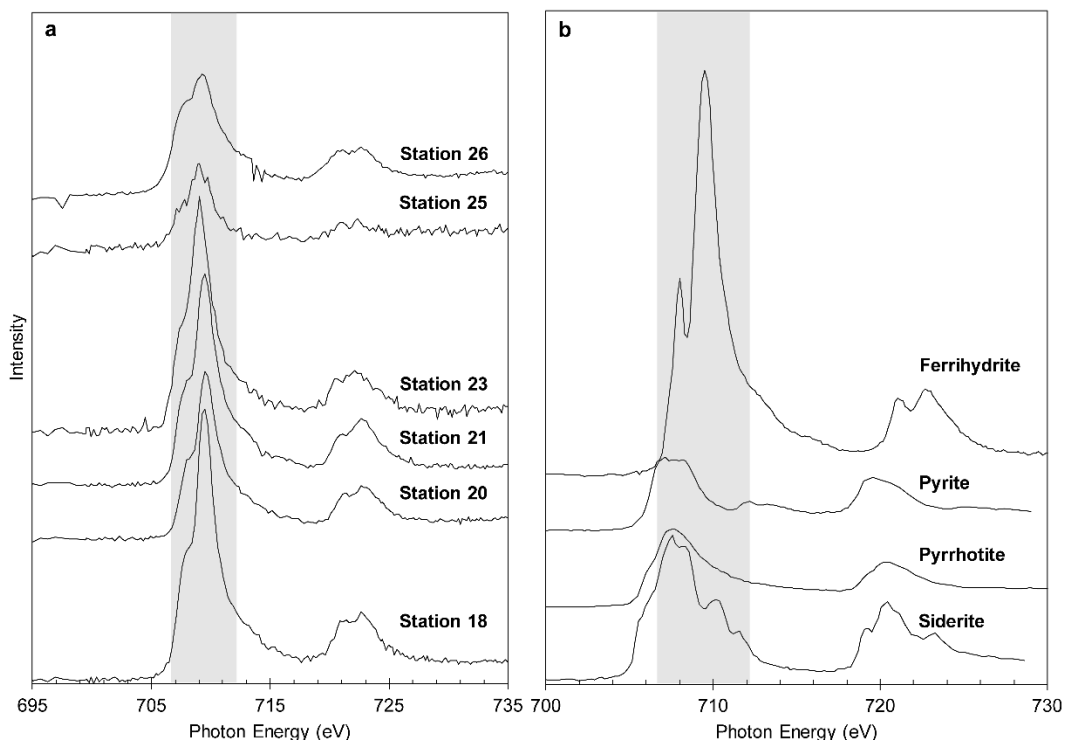 a
Station 26
Station 25
Station 23
Station 21
Station 20
Station 18
Intensity
695
705
715
725
735
Photon Energy (eV)
b
Ferrihydrite
Pyrite
Pyrrhotite
Siderite
700
710
720
730
Photon Energy (eV)